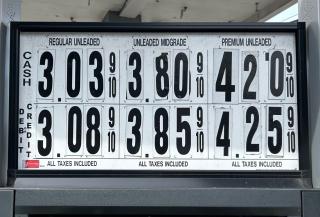 REGULAR UNLEADED UNLEADED MIDGRADE PREMIUM UNLEADED
CASH 3.03 9/10 3.80 9/10 4.20 9/10
DEBIT CREDIT 3.08 9/10 3.85 9/10 4.25 9/10
ALL TAXES INCLUDED ALL TAXES INCLUDED ALL TAXES INCLUDED